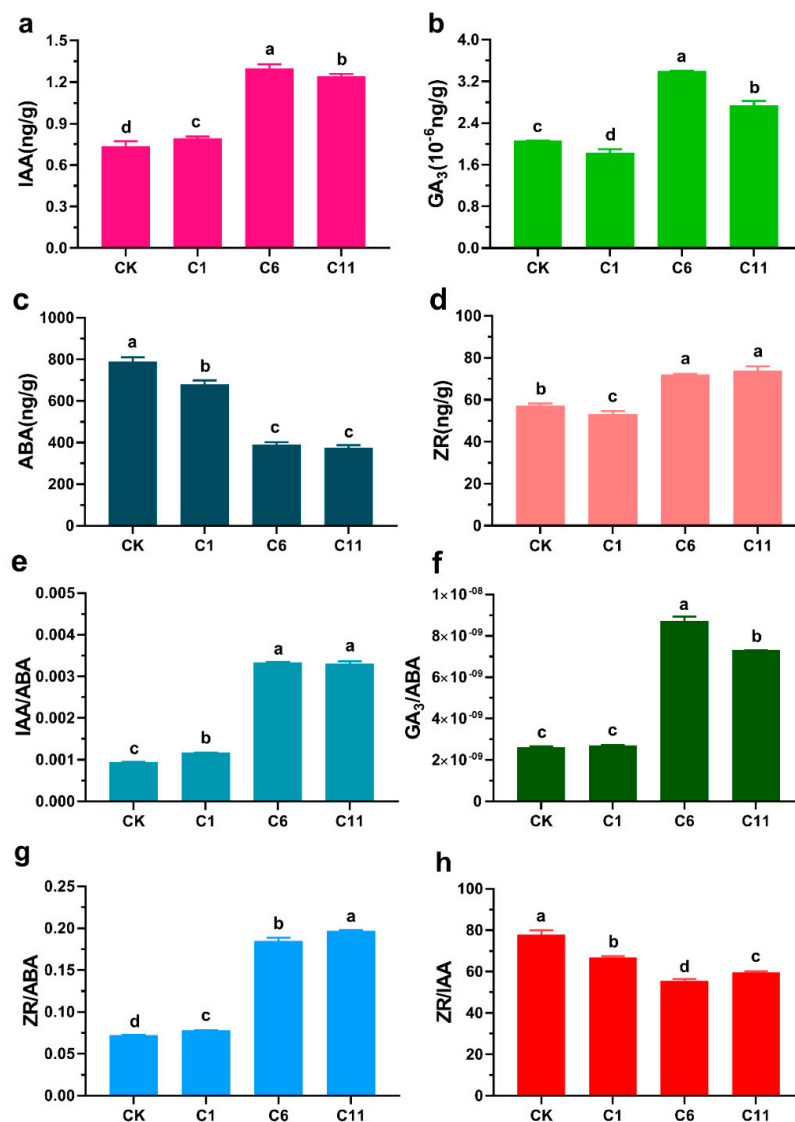 a
IAA(ng/g)
1.5
1.2
0.9
0.6
0.3
0.0
d
c
a
b
CK
C1
C6
C11
b
GA₃(10⁻⁶ng/g)
4.0
3.2
2.4
1.6
0.8
0.0
c
d
a
b
CK
C1
C6
C11
c
ABA(ng/g)
1000
800
600
400
200
0
a
b
c
c
CK
C1
C6
C11
d
ZR(ng/g)
100
80
60
40
20
0
b
c
a
a
CK
C1
C6
C11
e
IAA/ABA
0.005
0.004
0.003
0.002
0.001
0.000
c
b
a
a
CK
C1
C6
C11
f
GA₃/ABA
1×10⁻⁰⁸
8×10⁻⁰⁹
6×10⁻⁰⁹
4×10⁻⁰⁹
2×10⁻⁰⁹
0
c
c
a
b
CK
C1
C6
C11
g
ZR/ABA
0.25
0.20
0.15
0.10
0.05
0.00
d
c
b
a
CK
C1
C6
C11
h
ZR/IAA
100
80
60
40
20
0
a
b
d
c
CK
C1
C6
C11